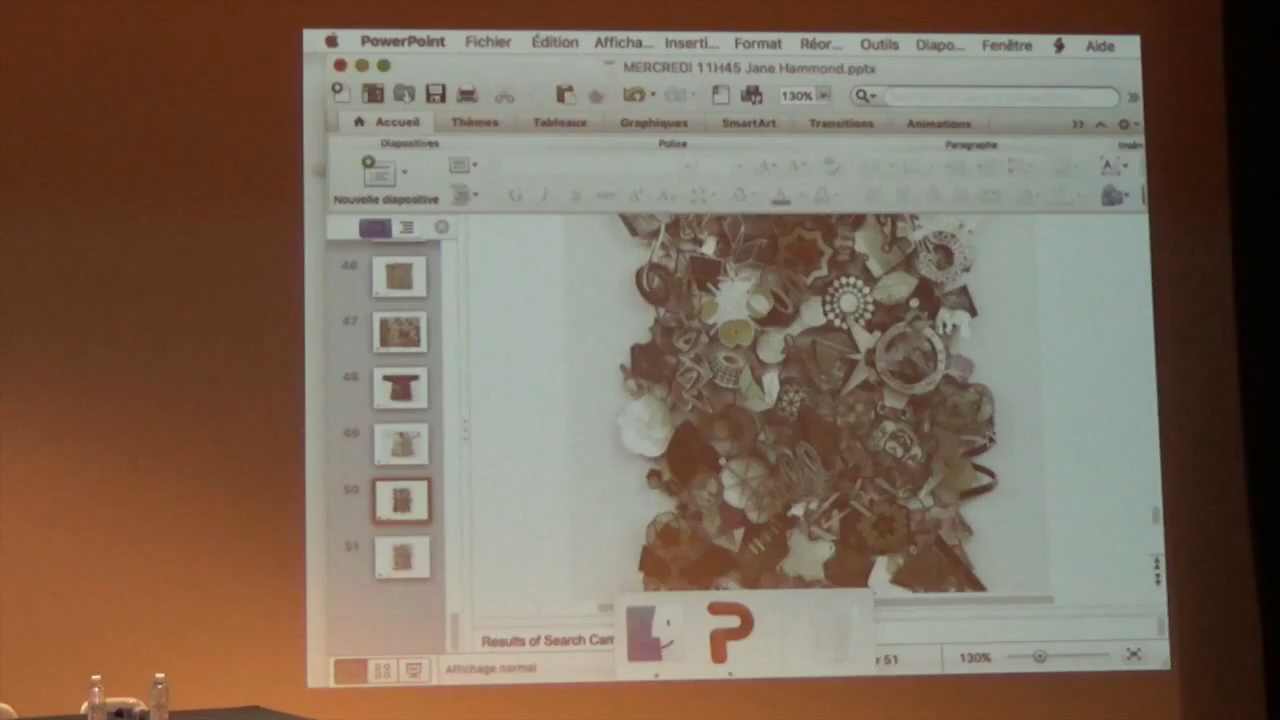 PowerPoint Fichier Édition Afficha... Inserti... Format Réor... Outils Diapo... Fenêtre Aide
MERCREDI 11H45 Jane Hammond.pptx
130%
Accueil Thèmes Tableaux Graphiques SmartArt Transitions Animations
Diapositives Police Paragraphe
Nouvelle diapositive
G I
46
47
48
49
50
51
Results of Search Cam
Affichage normal
r 51
130%